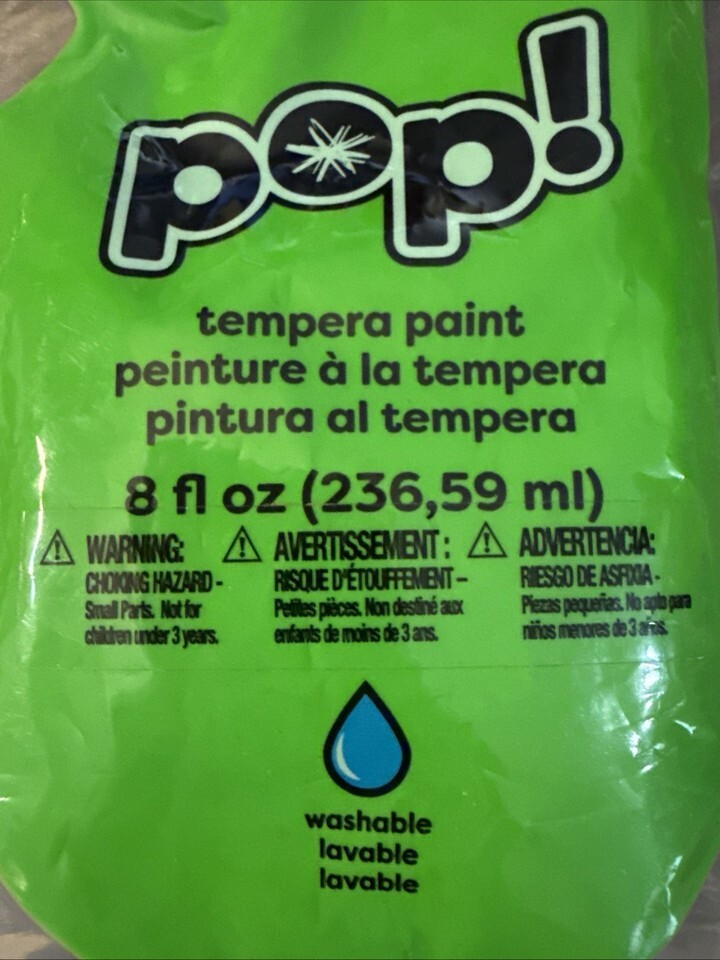 pop!
tempera paint
peinture à la tempera
pintura al tempera
8 fl oz (236,59 ml)
WARNING:
CHOKING HAZARD -
Small Parts. Not for
children under 3 years.
AVERTISSEMENT :
RISQUE D'ÉTOUFFEMENT –
Petites pièces. Non destiné aux
enfants de moins de 3 ans.
ADVERTENCIA:
RIESGO DE ASFIXIA -
Piezas pequeñas. No apto para
niños menores de 3 años.
washable
lavable
lavable